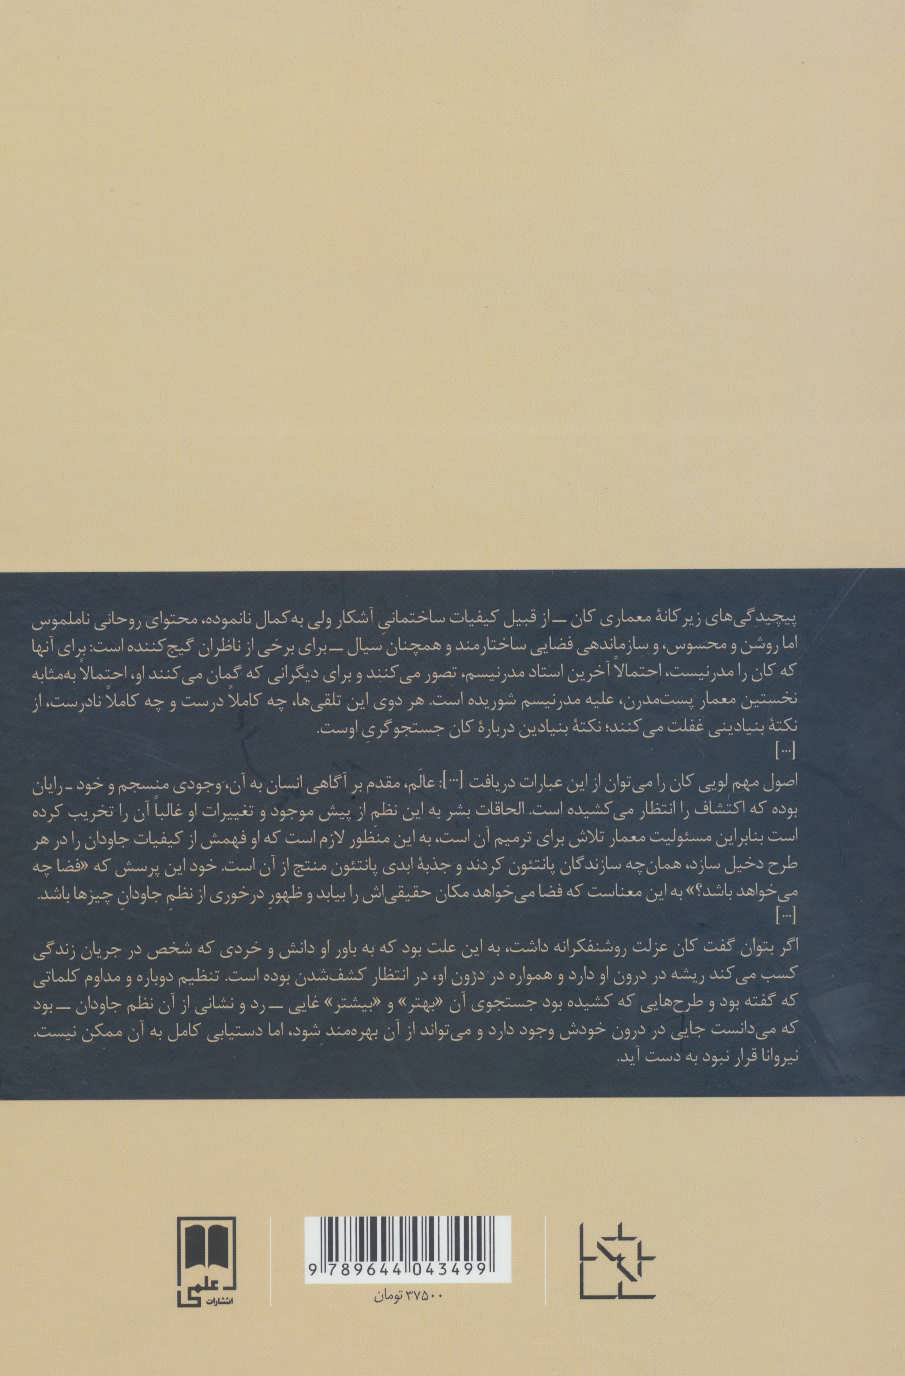 پیچیدگی‌های زیرکانهٔ معماری کان ــ از قبیل کیفیات ساختمانیِ آشکار ولی به‌کمال نانموده، محتوای روحانی ناملموس
اما روشن و محسوس، و سازماندهی فضایی ساختارمند و همچنان سیال ــ برای برخی از ناظران گیج‌کننده است: برای آنها
که کان را مدرنیست، احتمالاً آخرین استاد مدرنیسم، تصور می‌کنند و برای دیگرانی که گمان می‌کنند او، احتمالاً به‌مثابه
نخستین معمار پست‌مدرن، علیه مدرنیسم شوریده است. هر دوی این تلقی‌ها، چه کاملاً درست و چه کاملاً نادرست، از
نکتهٔ بنیادینی غفلت می‌کنند؛ نکتهٔ بنیادین دربارهٔ کان جستجوگریِ اوست.
[...]
اصول مهم لویی کان را می‌توان از این عبارات دریافت [...]: عالَم، مقدم بر آگاهی انسان به آن، وجودی منسجم و خود ـ رایان
بوده که اکتشاف را انتظار می‌کشیده است. الحاقات بشر به این نظم از پیش موجود و تغییرات او غالباً آن را تخریب کرده
است بنابراین مسئولیت معمار تلاش برای ترمیم آن است، به این منظور لازم است که او فهمش از کیفیات جاودان را در هر
طرح دخیل سازد، همان‌چه سازندگان پانتئون کردند و جذبهٔ ابدی پانتئون منتج از آن است. خود این پرسش که «فضا چه
می‌خواهد باشد؟» به این معناست که فضا می‌خواهد مکان حقیقی‌اش را بیابد و ظهورِ درخوری از نظمِ جاودانِ چیزها باشد.
[...]
اگر بتوان گفت کان عزلت روشنفکرانه داشت، به این علت بود که به باور او دانش و خردی که شخص در جریان زندگی
کسب می‌کند ریشه در درون او دارد و همواره در درون او، در انتظار کشف‌شدن بوده است. تنظیم دوباره و مداوم کلماتی
که گفته بود و طرح‌هایی که کشیده بود جستجوی آن «بهتر» و «بیشتر» غایی ــ رد و نشانی از آن نظم جاودان ــ بود
که می‌دانست جایی در درون خودش وجود دارد و می‌تواند از آن بهره‌مند شود، اما دستیابی کامل به آن ممکن نیست.
نیروانا قرار نبود به دست آید.
علمی
انتشارات
9 789644 043499
۳۷۵۰۰ تومان